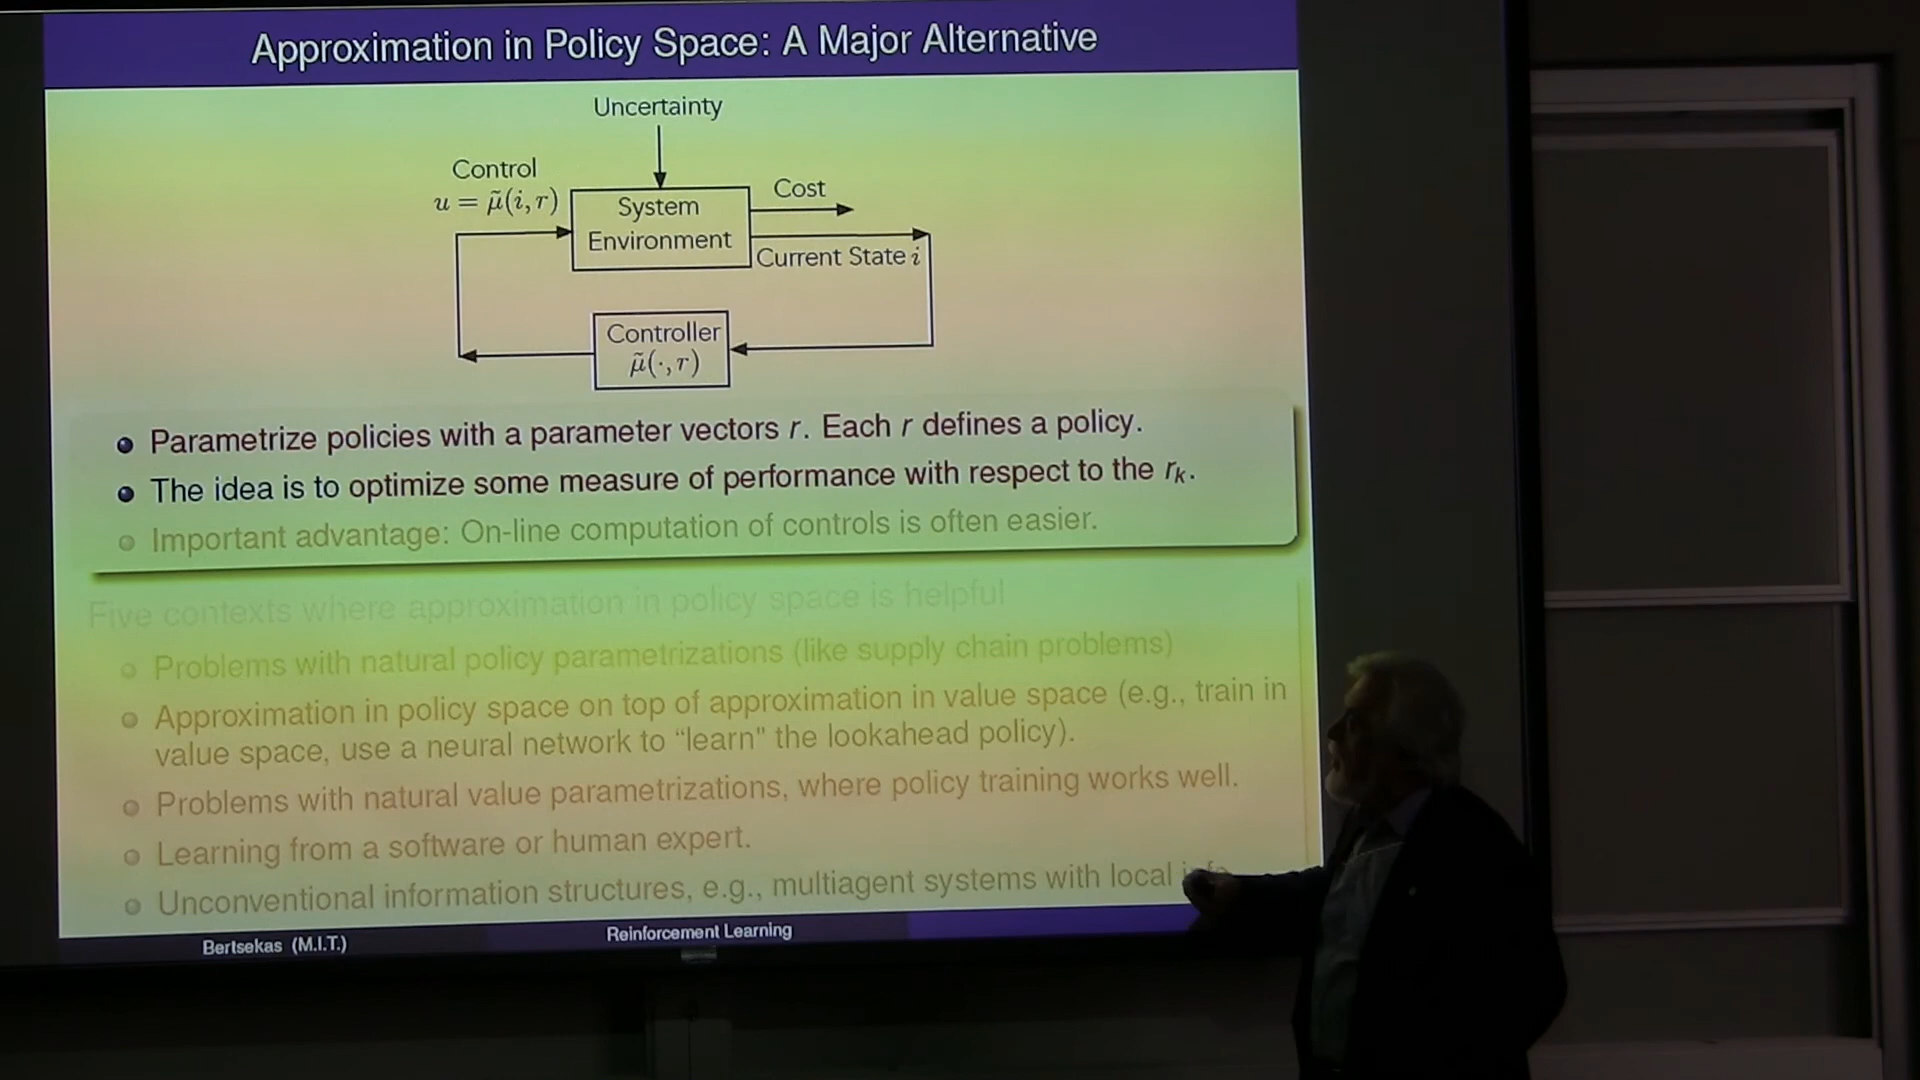 Approximation in Policy Space: A Major Alternative
Uncertainty
Control
u = μ̃(i, r)
System
Environment
Cost
Current State i
Controller
μ̃(·, r)
Parametrize policies with a parameter vectors r. Each r defines a policy.
The idea is to optimize some measure of performance with respect to the rₖ.
Important advantage: On-line computation of controls is often easier.
Five contexts where approximation in policy space is helpful
Problems with natural policy parametrizations (like supply chain problems)
Approximation in policy space on top of approximation in value space (e.g., train in
value space, use a neural network to “learn" the lookahead policy).
Problems with natural value parametrizations, where policy training works well.
Learning from a software or human expert.
Unconventional information structures, e.g., multiagent systems with local
Bertsekas (M.I.T.)
Reinforcement Learning